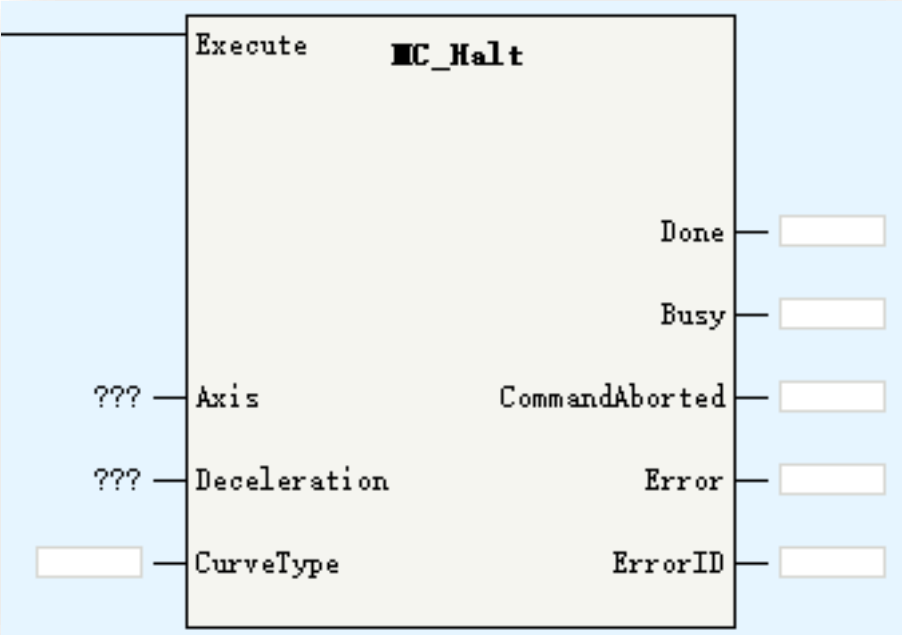 Execute
MC_Halt
Done
Busy
??? Axis CommandAborted
??? Deceleration Error
CurveType ErrorID